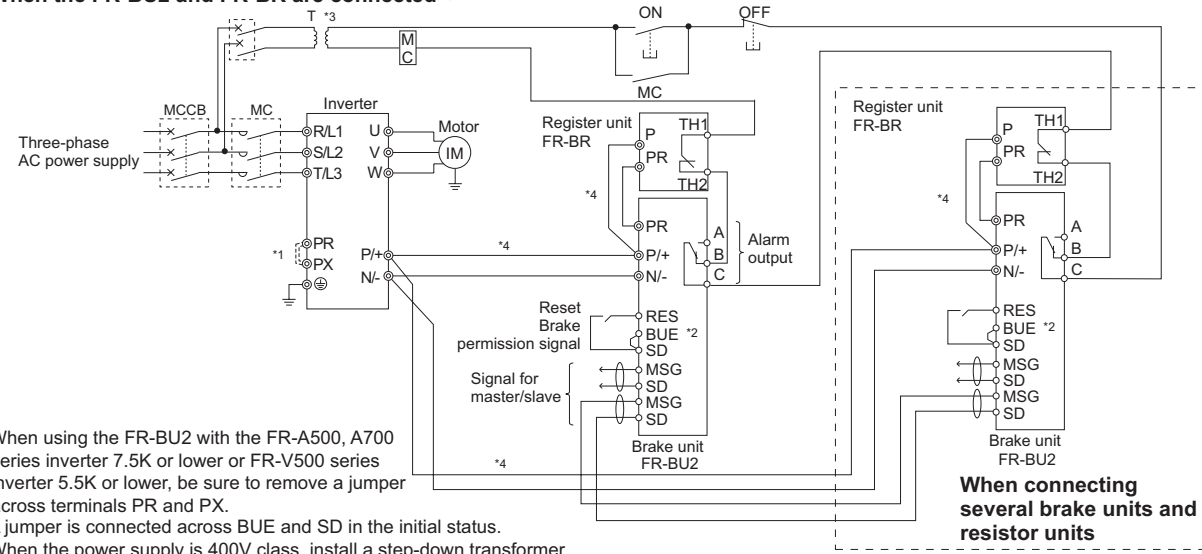 When the FR-BU2 and FR-BR are connected
T *3
ON
OFF
M
C
MC
MCCB
MC
Inverter
Three-phase
AC power supply
R/L1
S/L2
T/L3
U
V
W
Motor
IM
*1
PR
PX
P/+
N/-
*4
Register unit
FR-BR
P
PR
TH1
TH2
*4
PR
P/+
N/-
A
B
C
Alarm
output
Reset
Brake
permission signal
RES
BUE *2
SD
Signal for
master/slave
MSG
SD
MSG
SD
Brake unit
FR-BU2
*4
Register unit
FR-BR
P
PR
TH1
TH2
*4
PR
P/+
N/-
A
B
C
RES
BUE *2
SD
MSG
SD
MSG
SD
Brake unit
FR-BU2
When connecting
several brake units and
resistor units
When using the FR-BU2 with the FR-A500, A700
series inverter 7.5K or lower or FR-V500 series
inverter 5.5K or lower, be sure to remove a jumper
across terminals PR and PX.
jumper is connected across BUE and SD in the initial status.
When the power supply is 400V class, install a step-down transformer